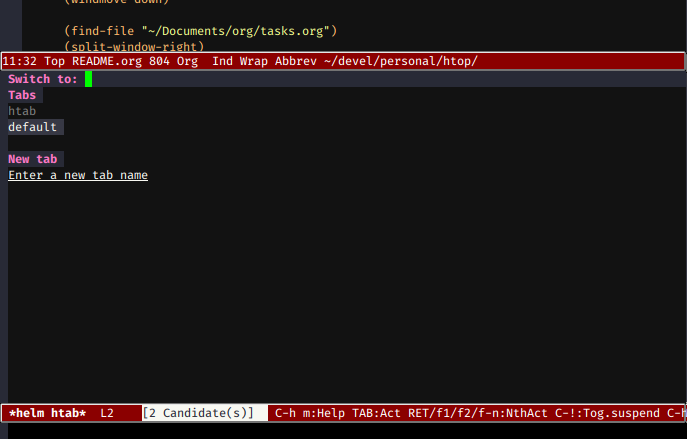 (windmove-down)
(find-file "~/Documents/org/tasks.org")
(split-window-right)
11:32 Top README.org 804 Org  Ind Wrap Abbrev ~/devel/personal/htop/
Switch to:
Tabs
htab
default
New tab
Enter a new tab name
*helm htab*  L2    [2 Candidate(s)]   C-h m:Help TAB:Act RET/f1/f2/f-n:NthAct C-!:Tog.suspend C-h